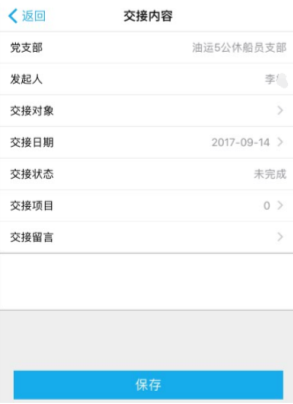 返回
交接内容
党支部 油运5公休船员支部
发起人 李
交接对象
交接日期 2017-09-14
交接状态 未完成
交接项目 0
交接留言
保存